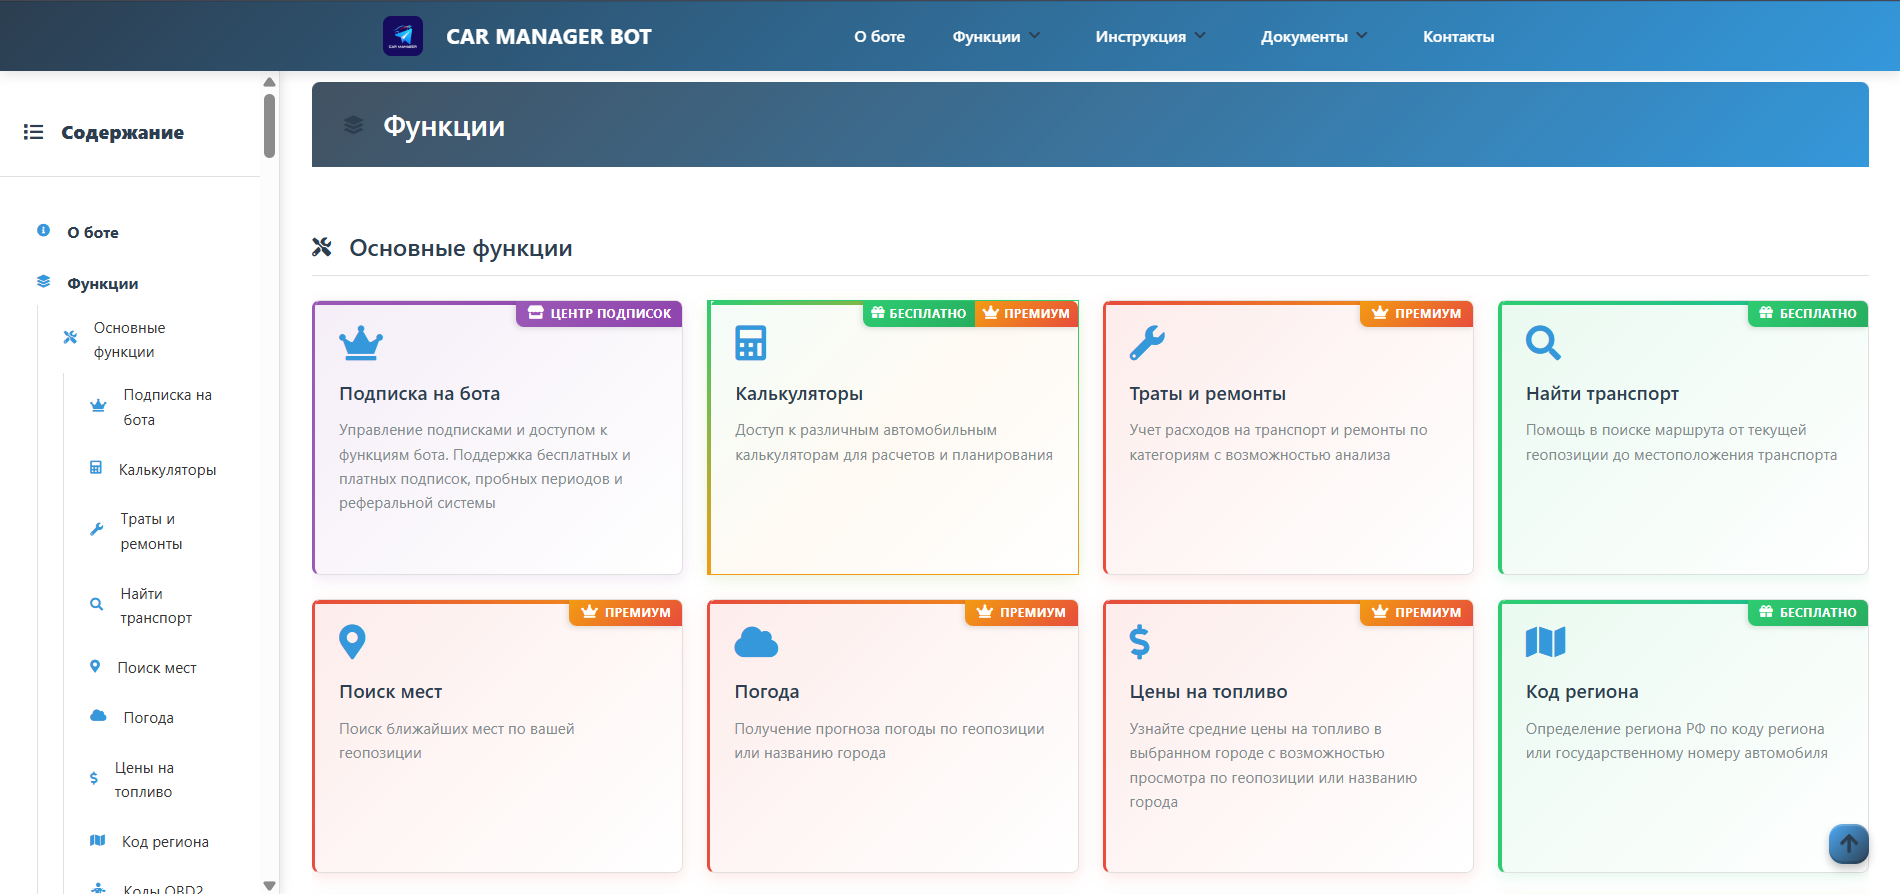 CAR MANAGER
CAR MANAGER BOT
О боте
Функции
Инструкция
Документы
Контакты
Содержание
О боте
Функции
Основные
функции
Подписка на
бота
Калькуляторы
Траты и
ремонты
Найти
транспорт
Поиск мест
Погода
Цены на
топливо
Код региона
Коды OBD2
Функции
Основные функции
ЦЕНТР ПОДПИСОК
Подписка на бота
Управление подписками и доступом к
функциям бота. Поддержка бесплатных и
платных подписок, пробных периодов и
реферальной системы
БЕСПЛАТНО
ПРЕМИУМ
Калькуляторы
Доступ к различным автомобильным
калькуляторам для расчетов и планирования
ПРЕМИУМ
Траты и ремонты
Учет расходов на транспорт и ремонты по
категориям с возможностью анализа
БЕСПЛАТНО
Найти транспорт
Помощь в поиске маршрута от текущей
геопозиции до местоположения транспорта
ПРЕМИУМ
Поиск мест
Поиск ближайших мест по вашей
геопозиции
ПРЕМИУМ
Погода
Получение прогноза погоды по геопозиции
или названию города
ПРЕМИУМ
Цены на топливо
Узнайте средние цены на топливо в
выбранном городе с возможностью
просмотра по геопозиции или названию
города
БЕСПЛАТНО
Код региона
Определение региона РФ по коду региона
или государственному номеру автомобиля